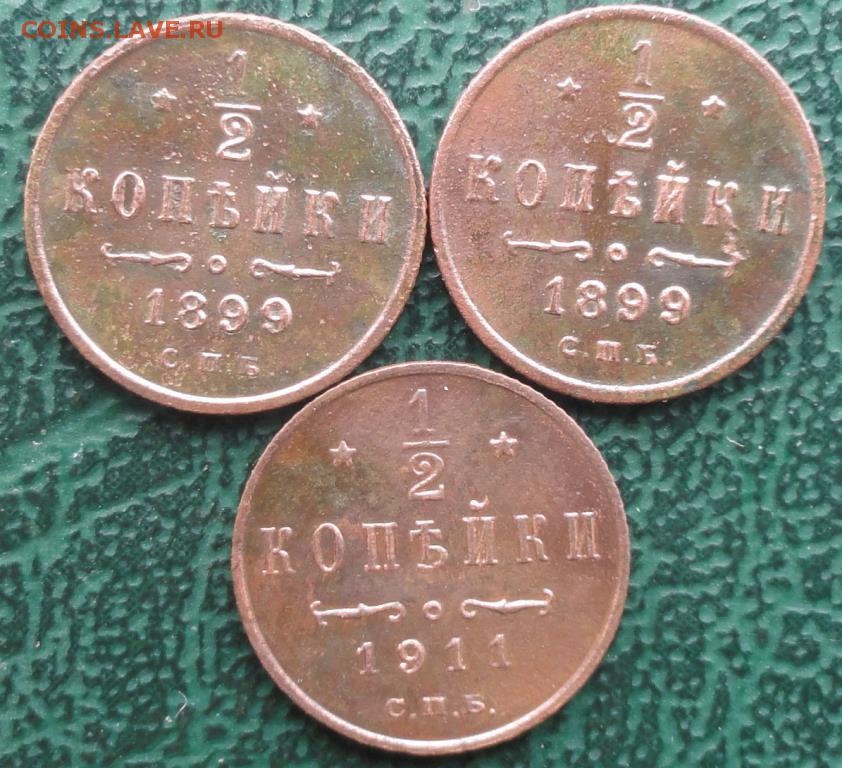 COINS.LAVE.RU
1
2
КОПѢЙКИ
1899
С.П.Б
1
2
КОПѢЙКИ
1899
С.П.Б.
1
2
КОПѢЙКИ
1911
С.П.Б.